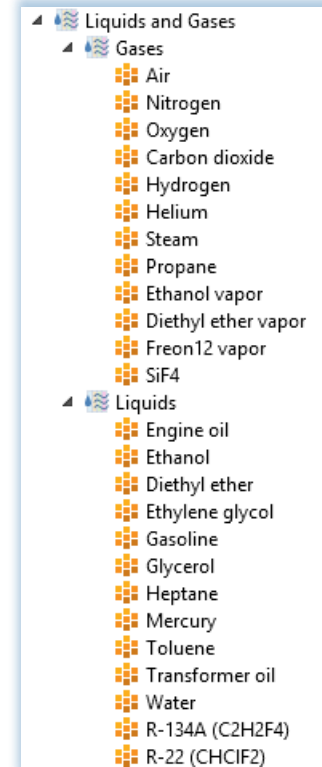 Liquids and Gases
Gases
Air
Nitrogen
Oxygen
Carbon dioxide
Hydrogen
Helium
Steam
Propane
Ethanol vapor
Diethyl ether vapor
Freon12 vapor
SiF4
Liquids
Engine oil
Ethanol
Diethyl ether
Ethylene glycol
Gasoline
Glycerol
Heptane
Mercury
Toluene
Transformer oil
Water
R-134A (C2H2F4)
R-22 (CHClF2)